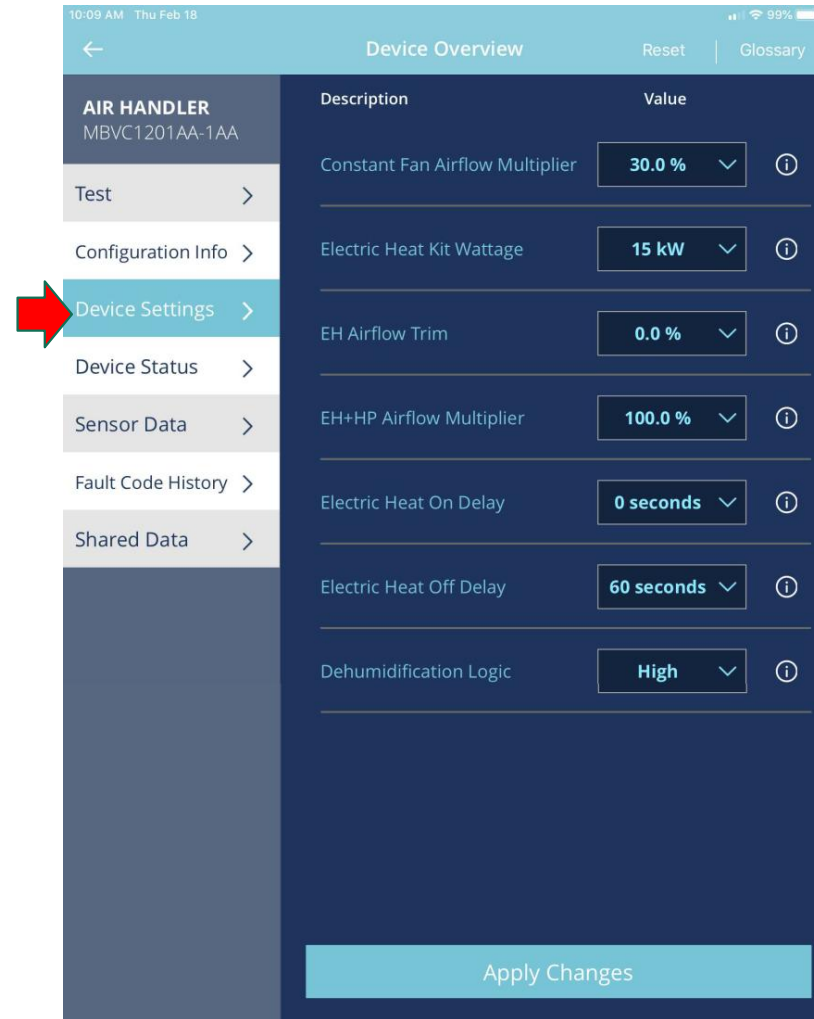 10:09 AM Thu Feb 18
99%
Device Overview
Reset
Glossary
AIR HANDLER
MBVC1201AA-1AA
Test
Configuration Info
Device Settings
Device Status
Sensor Data
Fault Code History
Shared Data
Description Value
Constant Fan Airflow Multiplier 30.0 %
Electric Heat Kit Wattage 15 kW
EH Airflow Trim 0.0 %
EH+HP Airflow Multiplier 100.0 %
Electric Heat On Delay 0 seconds
Electric Heat Off Delay 60 seconds
Dehumidification Logic High
Apply Changes